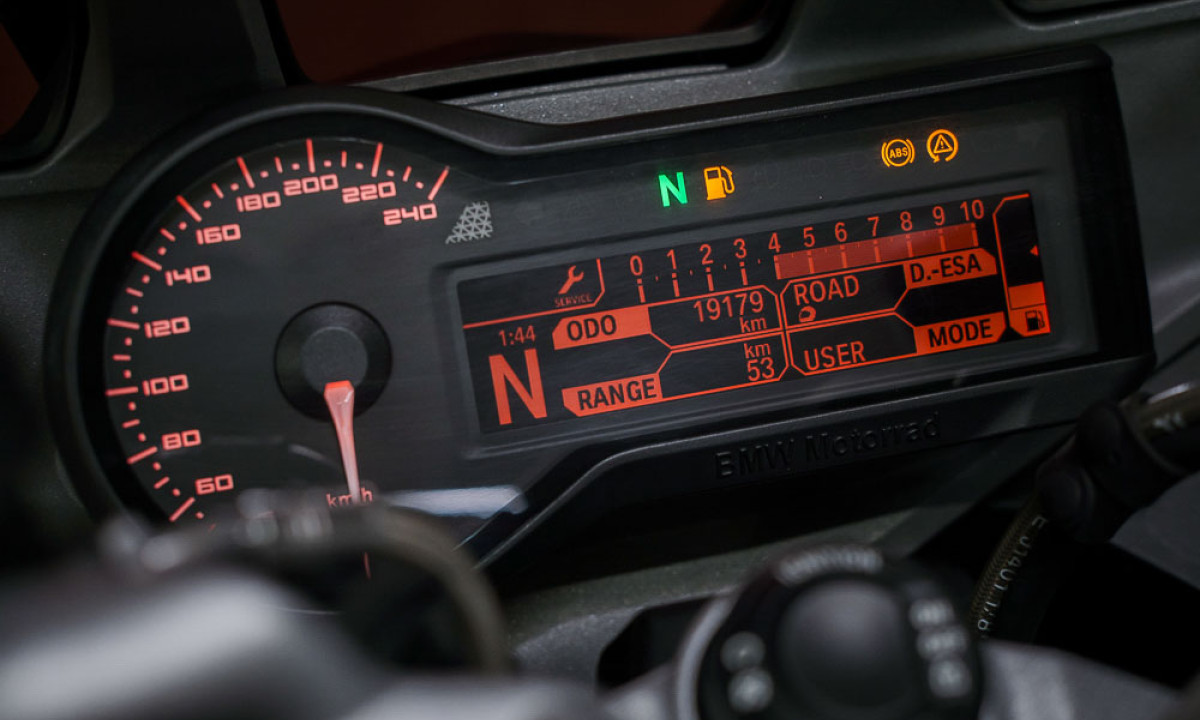 240
220
200
180
160
140
120
100
80
60
km/h
N
ABS
SERVICE
0 1 2 3 4 5 6 7 8 9 10
1:44
N
ODO
19179
km
RANGE
km
53
ROAD
D.-ESA
USER
MODE
BMW Motorrad